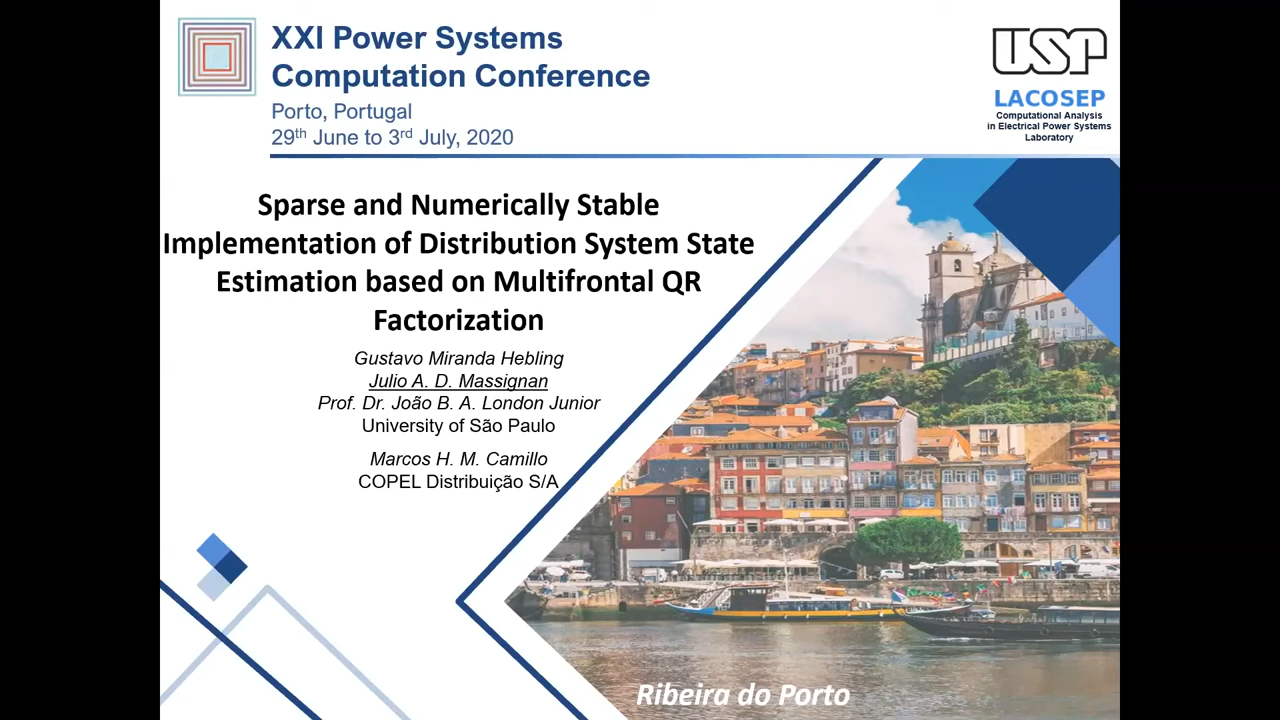 XXI Power Systems
Computation Conference
Porto, Portugal
29th June to 3rd July, 2020
USP
LACOSEP
Computational Analysis
in Electrical Power Systems
Laboratory
Sparse and Numerically Stable
Implementation of Distribution System State
Estimation based on Multifrontal QR
Factorization
Gustavo Miranda Hebling
Julio A. D. Massignan
Prof. Dr. João B. A. London Junior
University of São Paulo
Marcos H. M. Camillo
COPEL Distribuição S/A
Ribeira do Porto